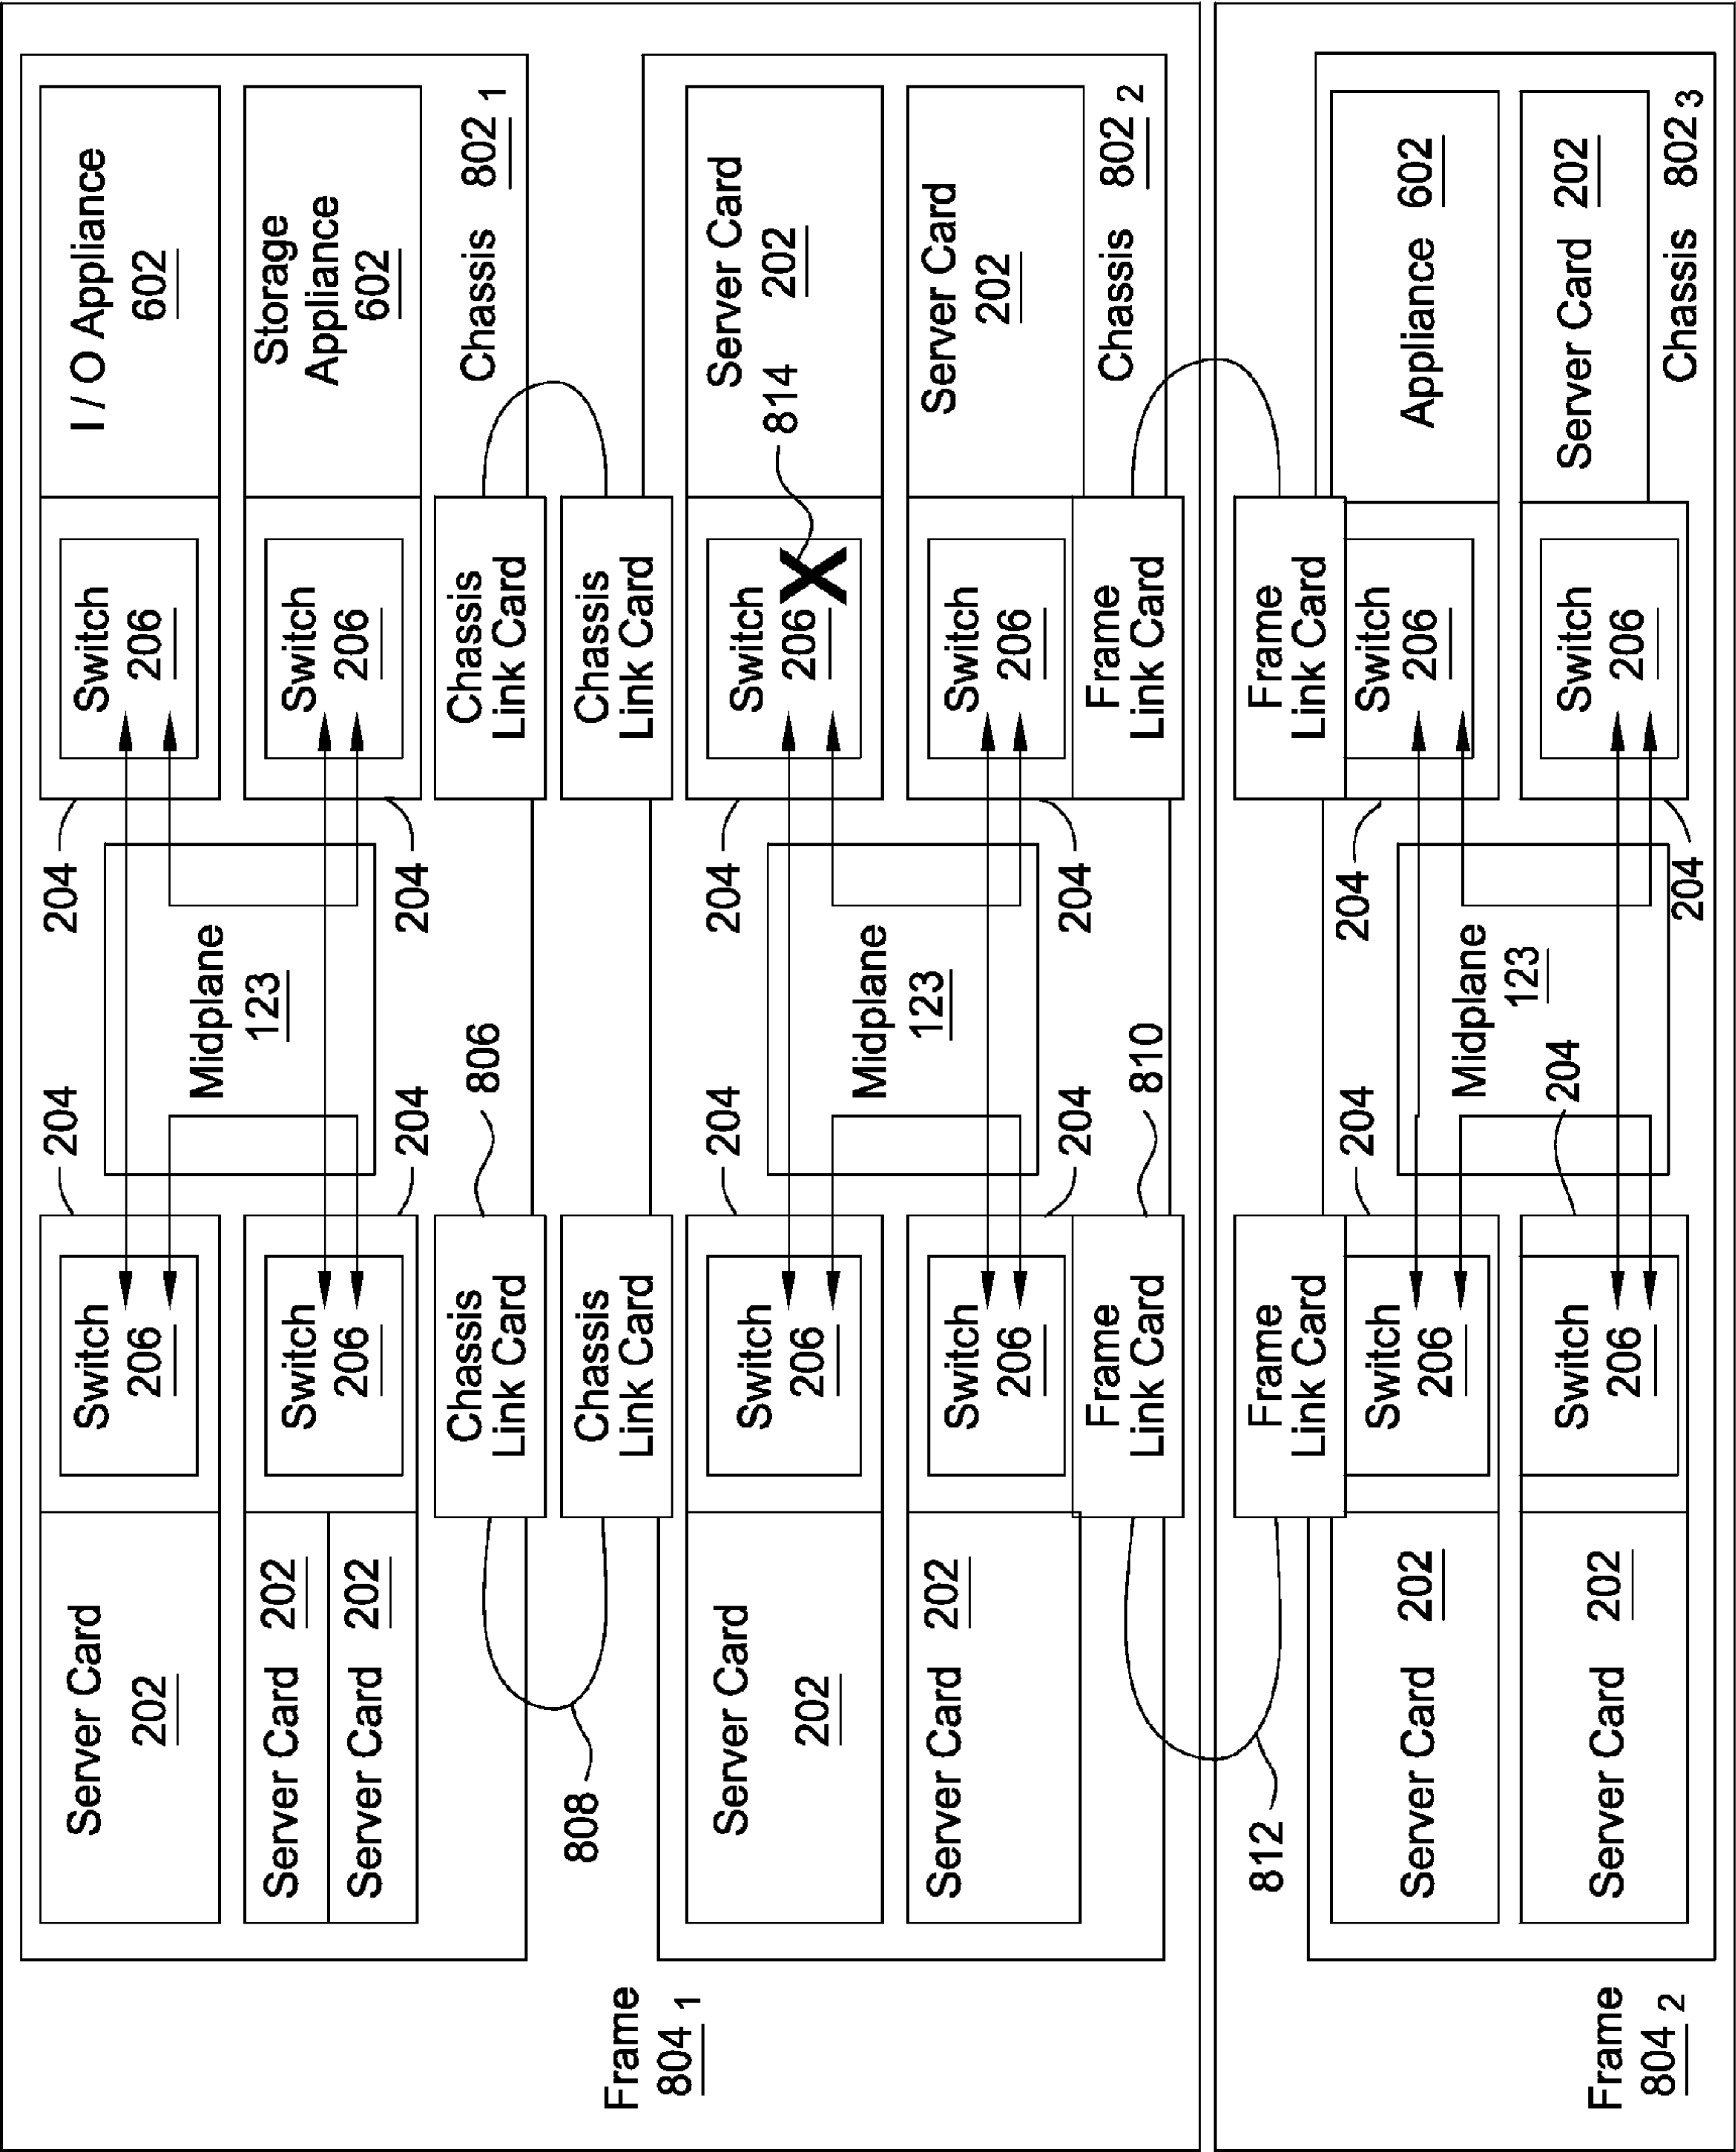 Frame
804 1
Server Card
202
204
Switch
206
Midplane
123
204
Switch
206
I / O Appliance
602
Server Card 202
Server Card 202
204
Switch
206
204
Switch
206
Storage
Appliance
602
Chassis
Link Card
806
Chassis
Link Card
Chassis 802 1
808
Chassis
Link Card
Chassis
Link Card
Server Card
202
204
Switch
206
Midplane
123
204
Switch
206
X
814
Server Card
202
Server Card 202
204
Switch
206
204
Switch
206
Server Card
202
Frame
Link Card
810
Frame
Link Card
Chassis 802 2
Frame
804 2
812
Frame
Link Card
Frame
Link Card
Server Card 202
204
Switch
206
Midplane
123
204
Switch
206
Appliance 602
Server Card 202
204
Switch
206
204
Switch
206
Server Card 202
Chassis 802 3